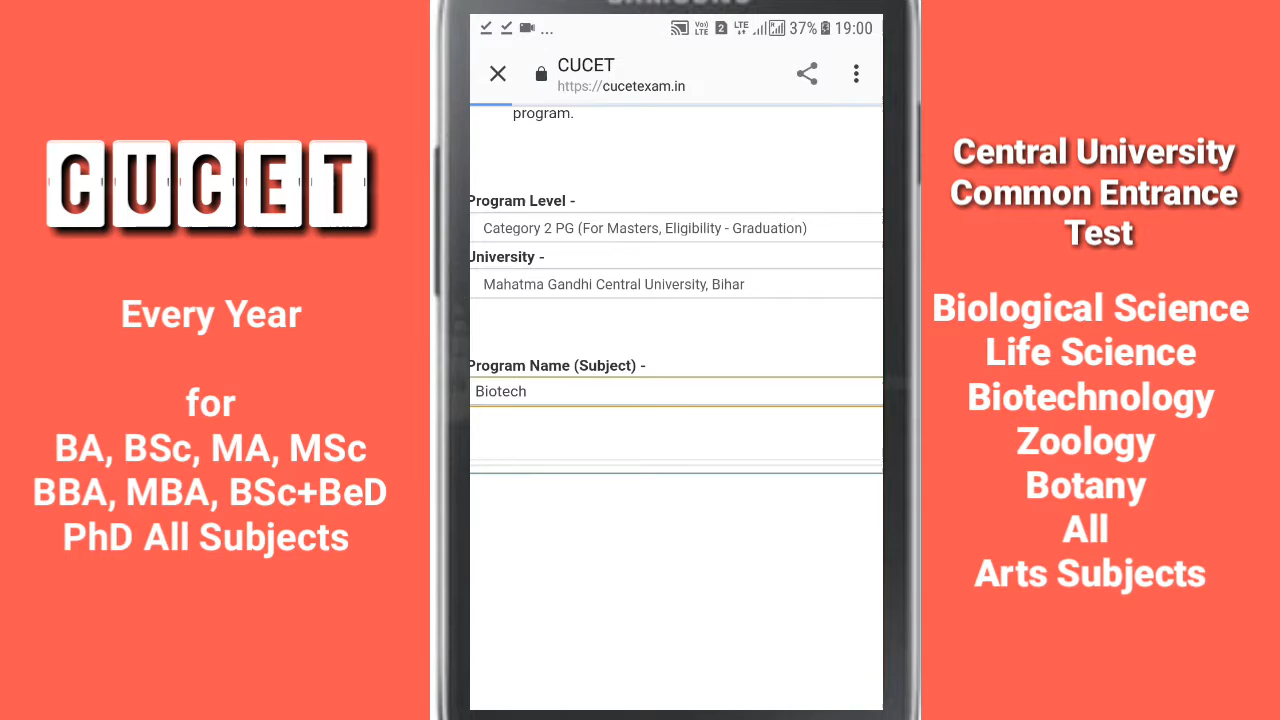 CUCET
Every Year
for
BA, BSc, MA, MSc
BBA, MBA, BSc+BeD
PhD All Subjects
... LTE 2 LTE 37% 19:00
CUCET
https://cucetexam.in
program.
Program Level -
Category 2 PG (For Masters, Eligibility - Graduation)
University -
Mahatma Gandhi Central University, Bihar
Program Name (Subject) -
Biotech
Central University
Common Entrance
Test
Biological Science
Life Science
Biotechnology
Zoology
Botany
All
Arts Subjects